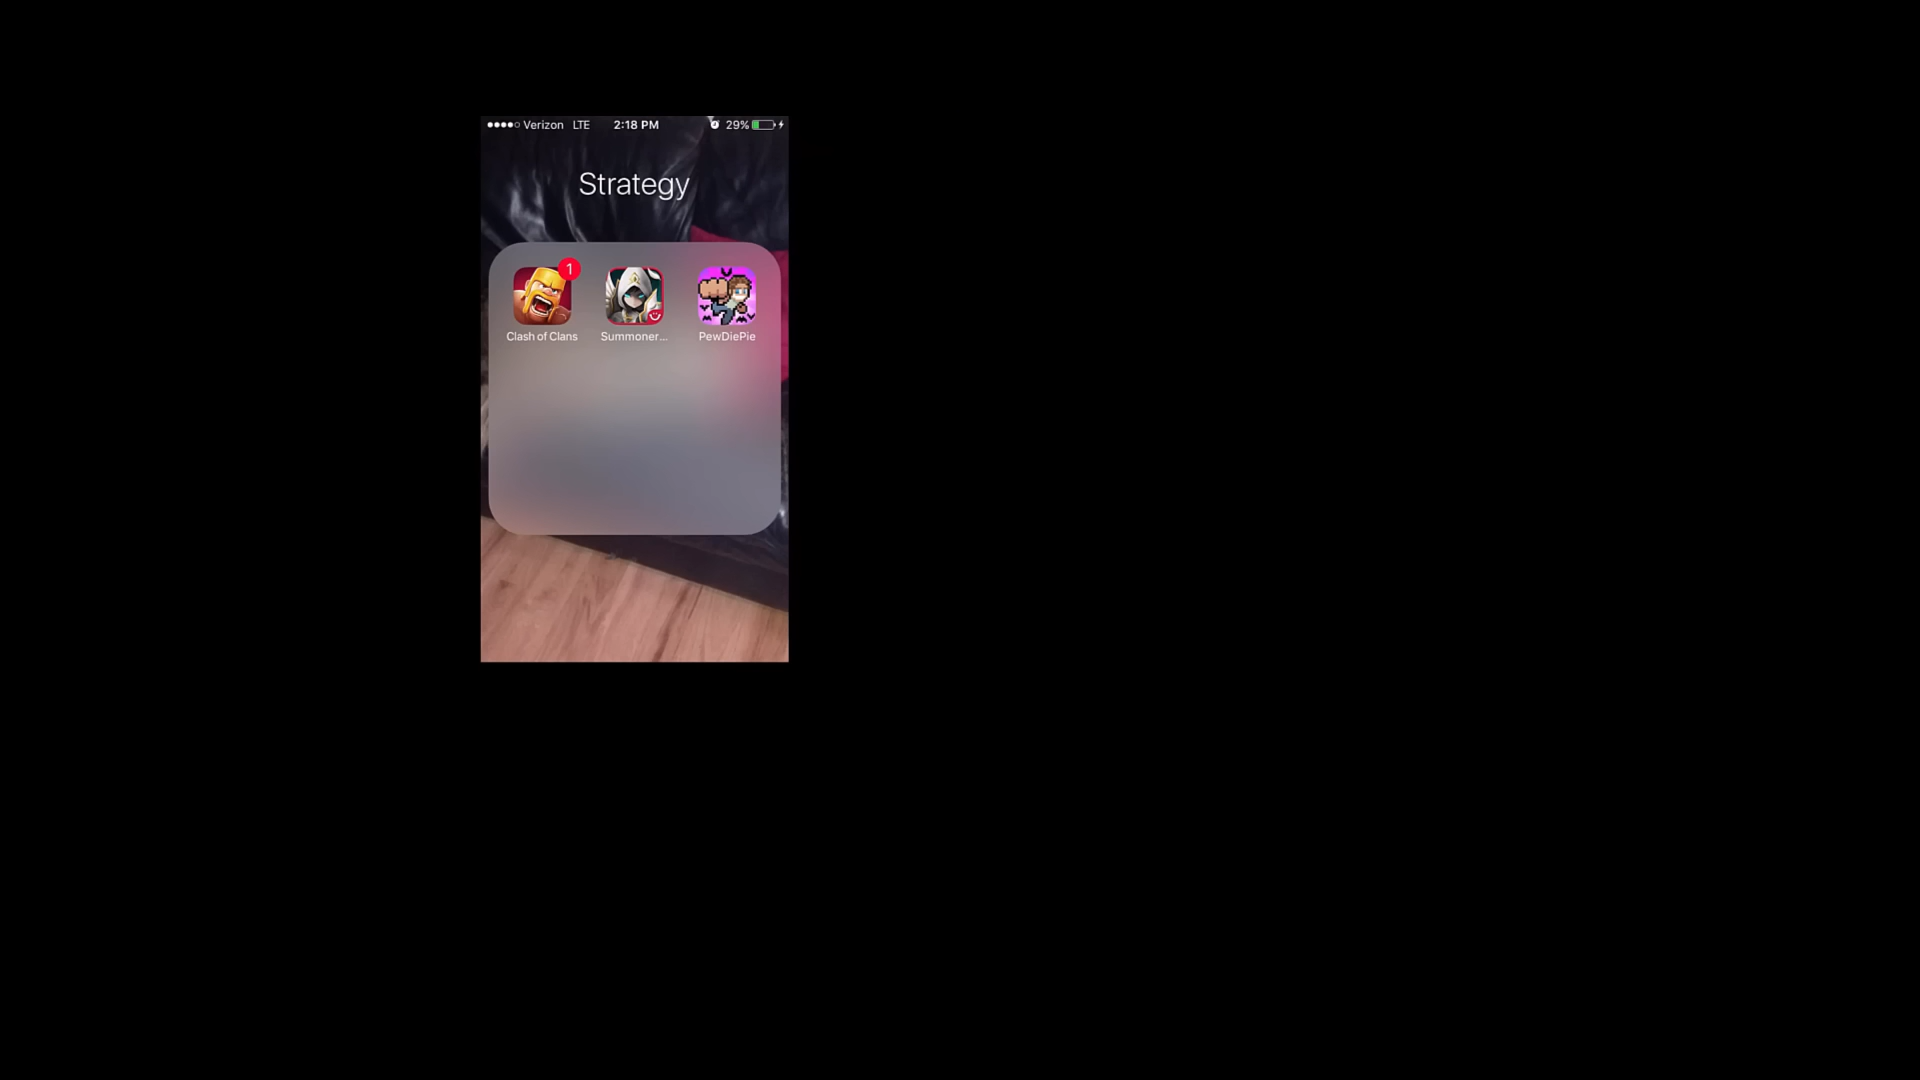 Verizon LTE 2:18 PM 29%
Strategy
1
Clash of Clans Summoner... PewDiePie